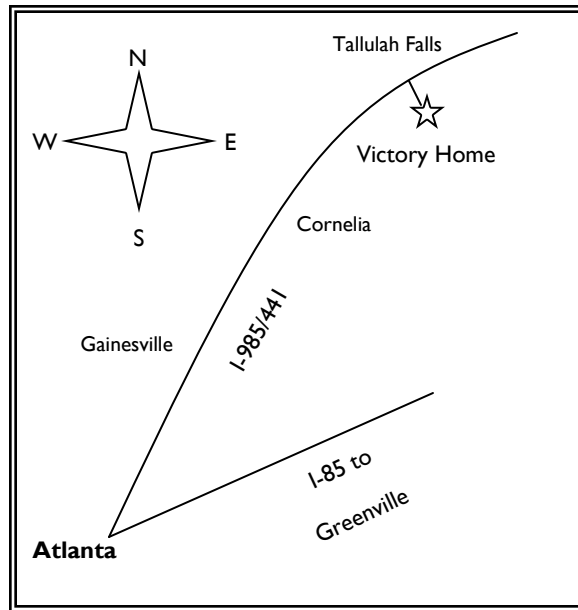 Tallulah Falls
N
W
E
Victory Home
Cornelia
S
I-985/441
Gainesville
I-85 to
Greenville
Atlanta